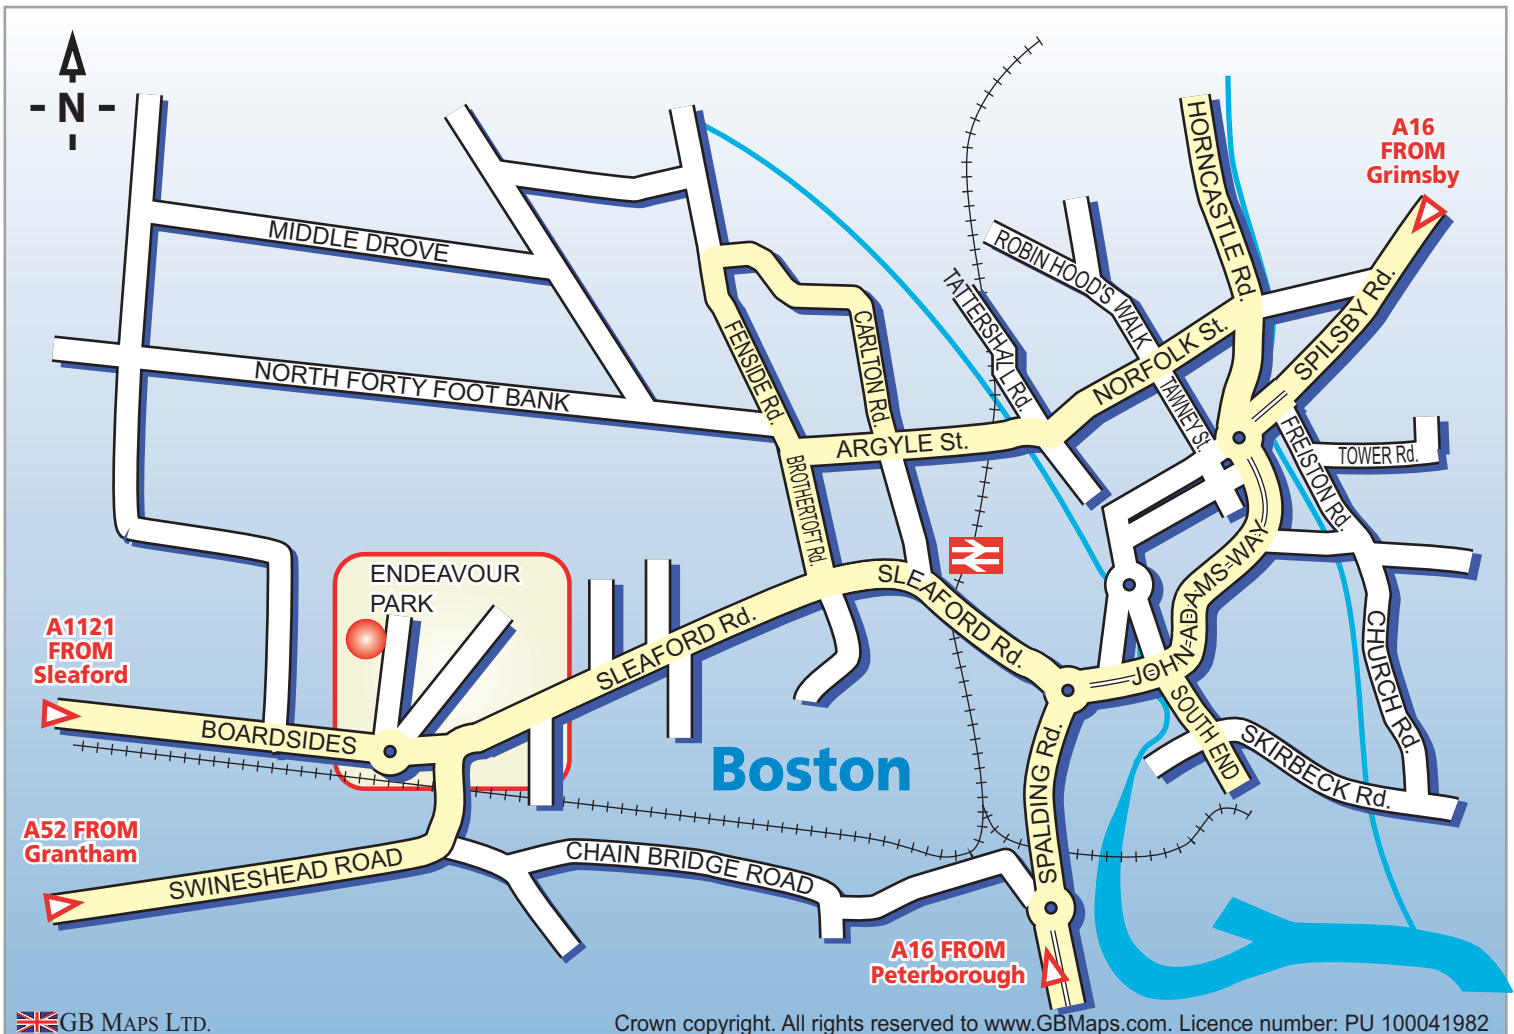 N
A16
FROM
Grimsby
HORNCASTLE Rd.
MIDDLE DROVE
ROBIN HOOD'S WALK
TATTERSHALL Rd.
SPILSBY Rd.
NORFOLK St.
FENSIDE Rd.
CARLTON Rd.
NORTH FORTY FOOT BANK
TAWNEY St.
ARGYLE St.
FREISTON Rd.
TOWER Rd.
BROTHERTOFT Rd.
ENDEAVOUR
PARK
SLEAFORD Rd.
SLEAFORD Rd.
JOHN ADAMS WAY
A1121
FROM
Sleaford
CHURCH Rd.
BOARDSIDES
SOUTH END
SKIRBECK Rd.
Boston
SPALDING Rd.
A52 FROM
Grantham
SWINESHEAD ROAD
CHAIN BRIDGE ROAD
A16 FROM
Peterborough
GB MAPS LTD.
Crown copyright. All rights reserved to www.GBMaps.com. Licence number: PU 100041982